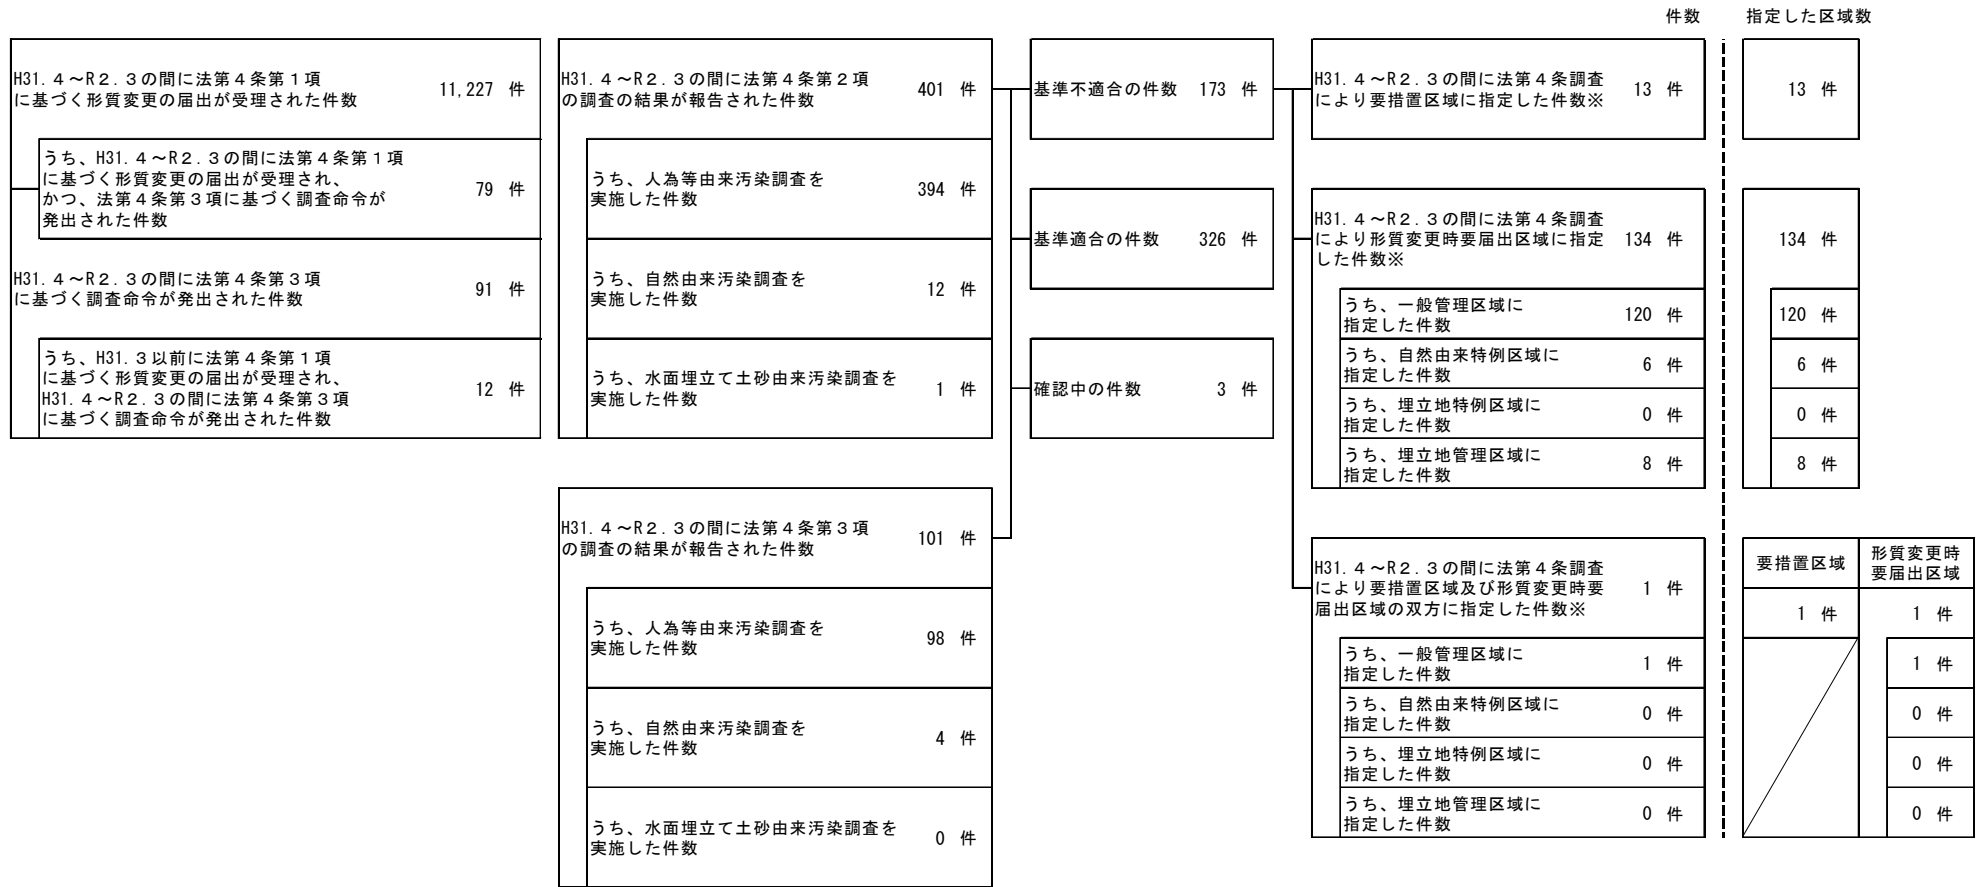 件数 指定した区域数
H31.４～R２.３の間に法第４条第１項
に基づく形質変更の届出が受理された件数 11,227 件
うち、H31.４～R２.３の間に法第４条第１項
に基づく形質変更の届出が受理され、
かつ、法第４条第３項に基づく調査命令が
発出された件数
79 件
H31.４～R２.３の間に法第４条第３項
に基づく調査命令が発出された件数
91 件
うち、H31.３以前に法第４条第１項
に基づく形質変更の届出が受理され、
H31.４～R２.３の間に法第４条第３項
に基づく調査命令が発出された件数
12 件
H31.４～R２.３の間に法第４条第２項
の調査の結果が報告された件数
401 件
うち、人為等由来汚染調査を
実施した件数
394 件
うち、自然由来汚染調査を
実施した件数
12 件
うち、水面埋立て土砂由来汚染調査を
実施した件数
1 件
H31.４～R２.３の間に法第４条第３項
の調査の結果が報告された件数
101 件
うち、人為等由来汚染調査を
実施した件数
98 件
うち、自然由来汚染調査を
実施した件数
4 件
うち、水面埋立て土砂由来汚染調査を
実施した件数
0 件
基準不適合の件数 173 件
基準適合の件数 326 件
確認中の件数 3 件
H31.４～R２.３の間に法第４条調査
により要措置区域に指定した件数※
13 件
13 件
H31.４～R２.３の間に法第４条調査
により形質変更時要届出区域に指定
した件数※
134 件
134 件
うち、一般管理区域に
指定した件数
120 件
120 件
うち、自然由来特例区域に
指定した件数
6 件
6 件
うち、埋立地特例区域に
指定した件数
0 件
0 件
うち、埋立地管理区域に
指定した件数
8 件
8 件
H31.４～R２.３の間に法第４条調査
により要措置区域及び形質変更時要
届出区域の双方に指定した件数※
1 件
要措置区域
形質変更時
要届出区域
1 件
1 件
うち、一般管理区域に
指定した件数
1 件
1 件
うち、自然由来特例区域に
指定した件数
0 件
0 件
うち、埋立地特例区域に
指定した件数
0 件
0 件
うち、埋立地管理区域に
指定した件数
0 件
0 件